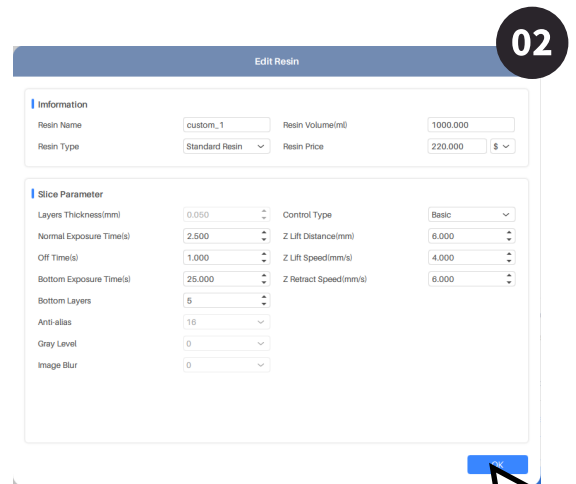 02
Edit Resin
Imformation
Resin Name custom_1 Resin Volume(ml) 1000.000
Resin Type Standard Resin Resin Price 220.000 $
Slice Parameter
Layers Thickness(mm) 0.050 Control Type Basic
Normal Exposure Time(s) 2.500 Z Lift Distance(mm) 6.000
Off Time(s) 1.000 Z Lift Speed(mm/s) 4.000
Bottom Exposure Time(s) 25.000 Z Retract Speed(mm/s) 6.000
Bottom Layers 5
Anti-alias 16
Gray Level 0
Image Blur 0
OK